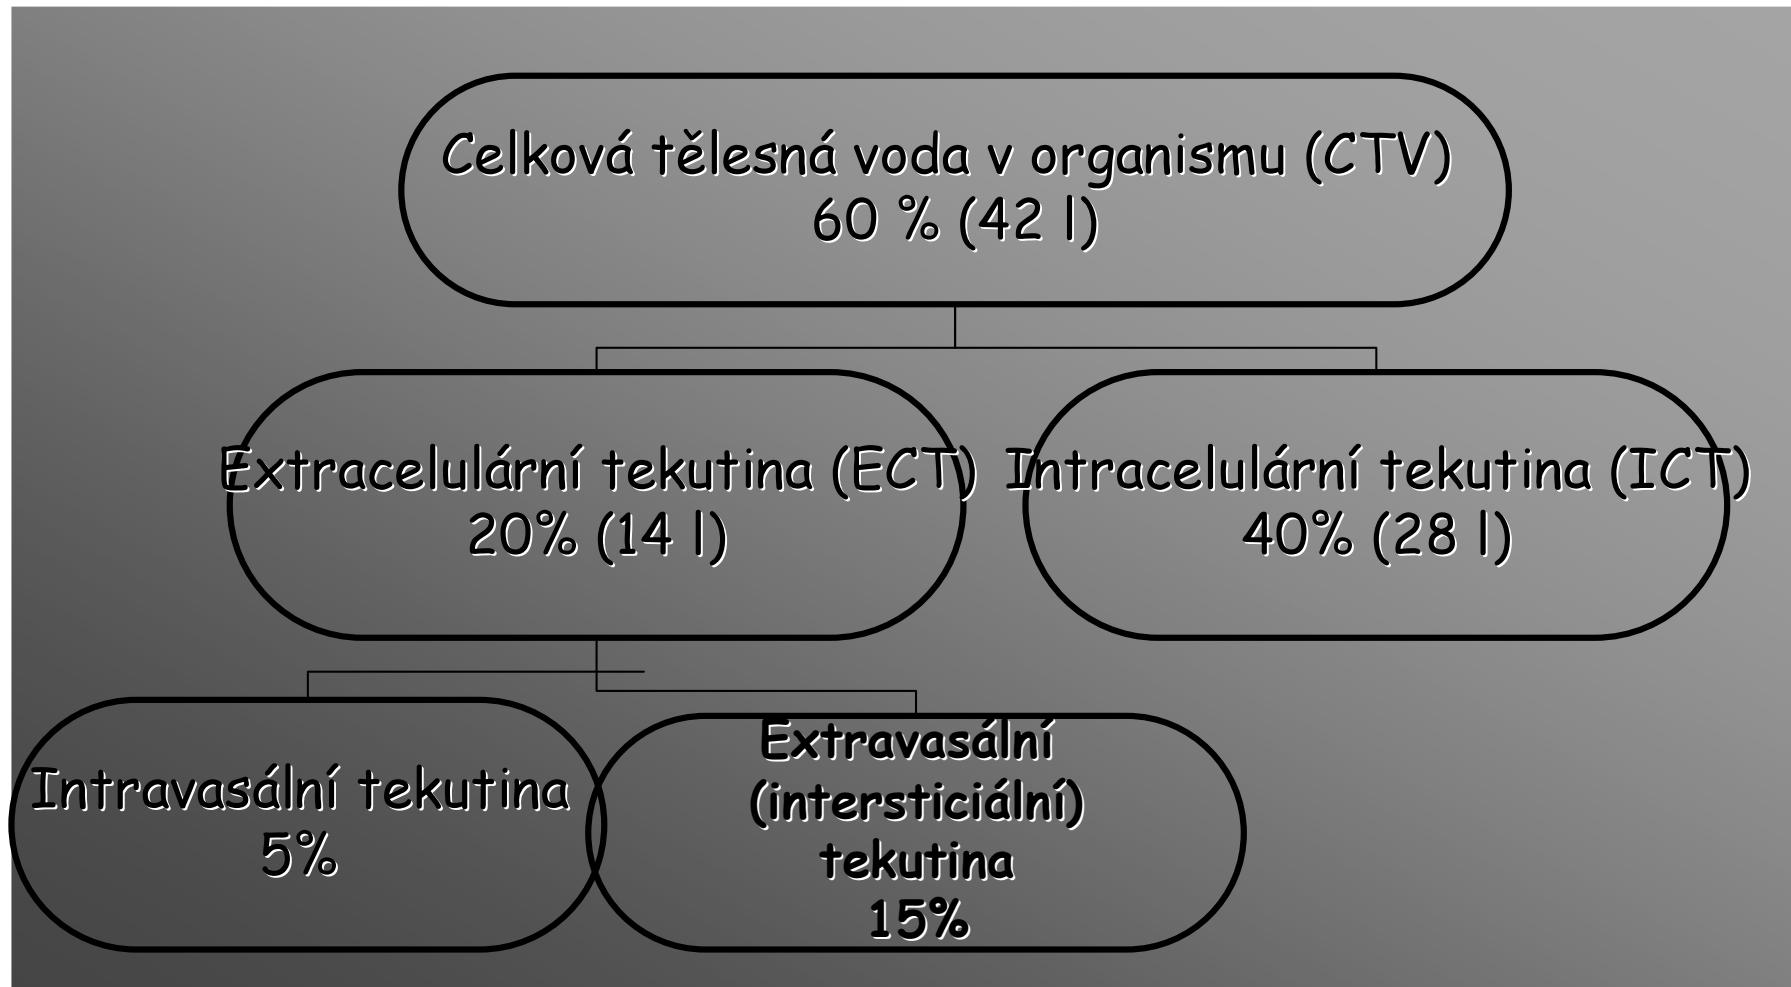 Celková tělesná voda v organismu (CTV)
60 % (42 l)
Extracelulární tekutina (ECT)
20% (14 l)
Intracelulární tekutina (ICT)
40% (28 l)
Intravasální tekutina
5%
Extravasální
(intersticiální)
tekutina
15%